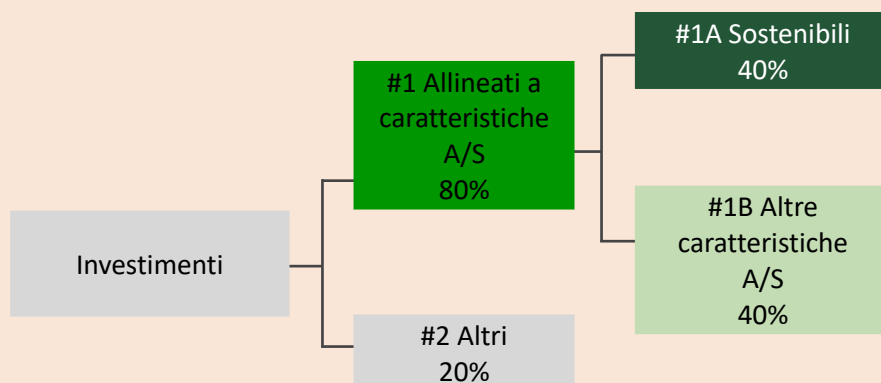 Investimenti
#1 Allineati a
caratteristiche
A/S
80%
#2 Altri
20%
#1A Sostenibili
40%
#1B Altre
caratteristiche
A/S
40%